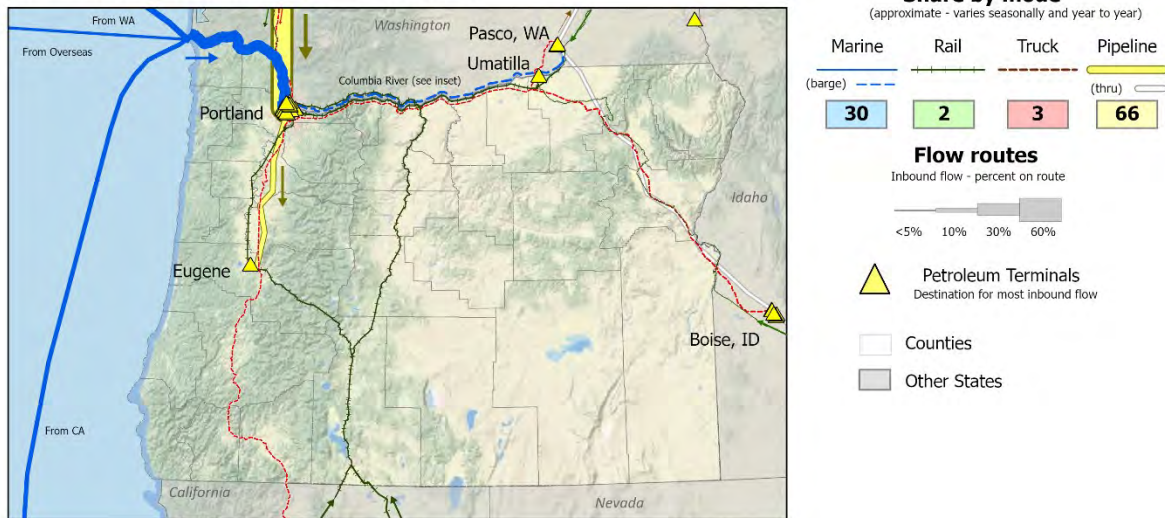 From WA
From Overseas
Washington
Pasco, WA
Umatilla
Columbia River (see inset)
Portland
Idaho
Eugene
Boise, ID
From CA
California
Nevada
Share by mode
(approximate - varies seasonally and year to year)
Marine Rail Truck Pipeline
(barge) (thru)
30 2 3 66
Flow routes
Inbound flow - percent on route
<5% 10% 30% 60%
Petroleum Terminals
Destination for most inbound flow
Counties
Other States